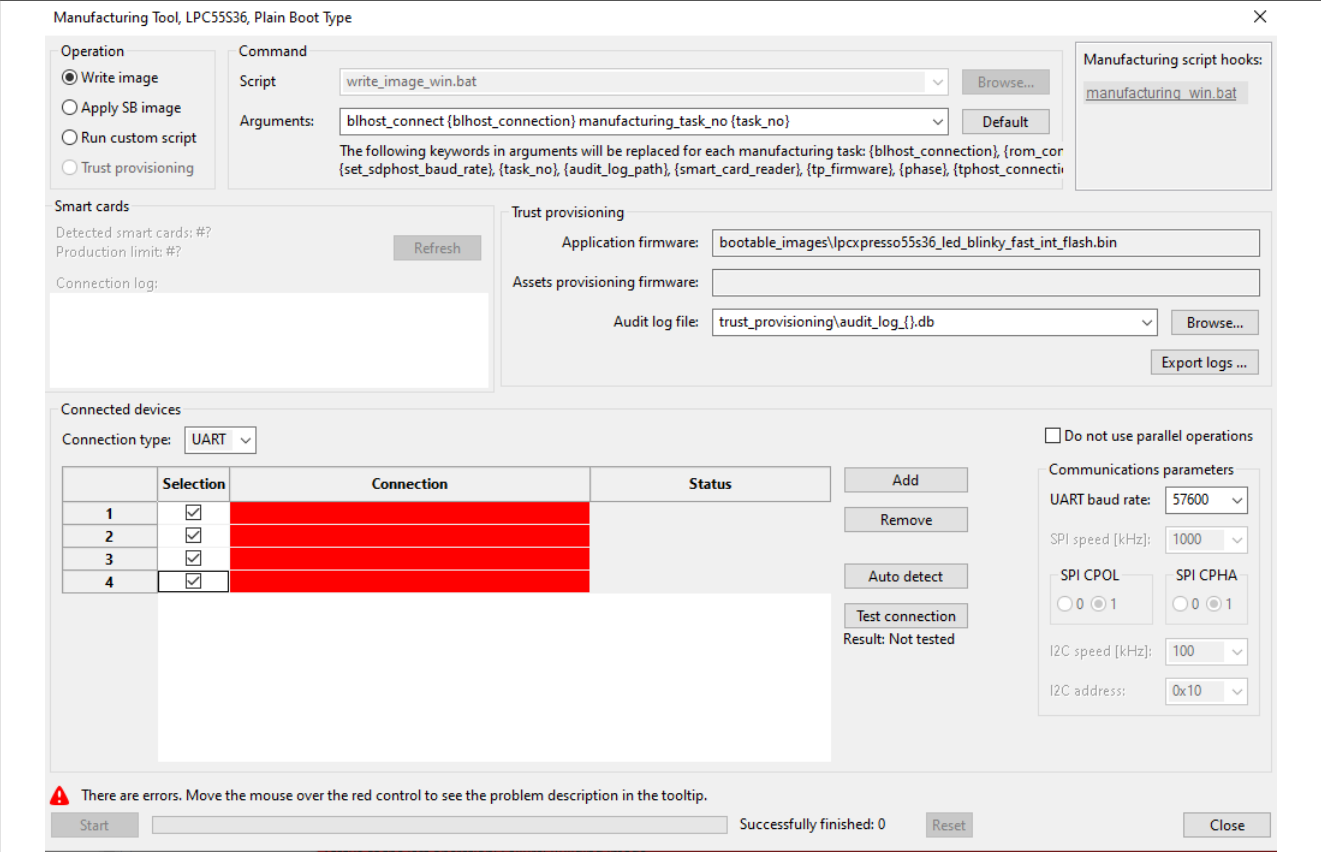 Manufacturing Tool, LPC55S36, Plain Boot Type
Operation
Write image
Apply SB image
Run custom script
Trust provisioning
Command
Script
write_image_win.bat
Browse...
Arguments:
blhost_connect {blhost_connection} manufacturing_task_no {task_no}
Default
The following keywords in arguments will be replaced for each manufacturing task: {blhost_connection}, {rom_con
{set_sdphost_baud_rate}, {task_no}, {audit_log_path}, {smart_card_reader}, {tp_firmware}, {phase}, {tphost_connecti
Manufacturing script hooks:
manufacturing_win.bat
Smart cards
Detected smart cards: #?
Production limit: #?
Refresh
Connection log:
Trust provisioning
Application firmware:
bootable_images\lpcxpresso55s36_led_blinky_fast_int_flash.bin
Assets provisioning firmware:
Audit log file:
trust_provisioning\audit_log_{}.db
Browse...
Export logs ...
Connected devices
Connection type:
UART
Selection
Connection
Status
1
2
3
4
Add
Remove
Auto detect
Test connection
Result: Not tested
Do not use parallel operations
Communications parameters
UART baud rate:
57600
SPI speed [kHz]:
1000
SPI CPOL
0
1
SPI CPHA
0
1
I2C speed [kHz]:
100
I2C address:
0x10
There are errors. Move the mouse over the red control to see the problem description in the tooltip.
Start
Successfully finished: 0
Reset
Close